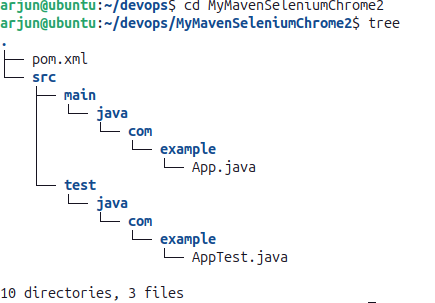 arjun@ubuntu:~/devops$ cd MyMavenSeleniumChrome2
arjun@ubuntu:~/devops/MyMavenSeleniumChrome2$ tree
.
├── pom.xml
└── src
    ├── main
    │   └── java
    │       └── com
    │           └── example
    │               └── App.java
    └── test
        └── java
            └── com
                └── example
                    └── AppTest.java

10 directories, 3 files